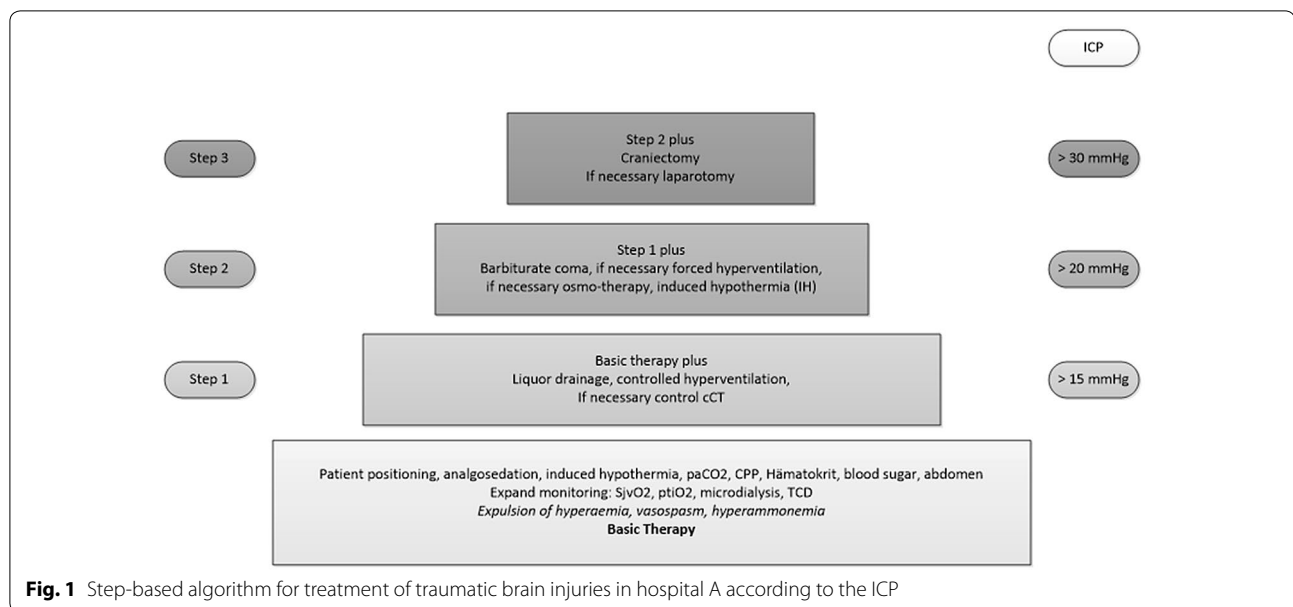 ICP
Step 3
Step 2 plus
Craniectomy
If necessary laparotomy
> 30 mmHg
Step 2
Step 1 plus
Barbiturate coma, if necessary forced hyperventilation,
if necessary osmo-therapy, induced hypothermia (IH)
> 20 mmHg
Step 1
Basic therapy plus
Liquor drainage, controlled hyperventilation,
If necessary control cCT
> 15 mmHg
Patient positioning, analgosedation, induced hypothermia, paCO2, CPP, Hämatokrit, blood sugar, abdomen
Expand monitoring: SjvO2, ptiO2, microdialysis, TCD
Expulsion of hyperaemia, vasospasm, hyperammonemia
Basic Therapy
Fig. 1 Step-based algorithm for treatment of traumatic brain injuries in hospital A according to the ICP